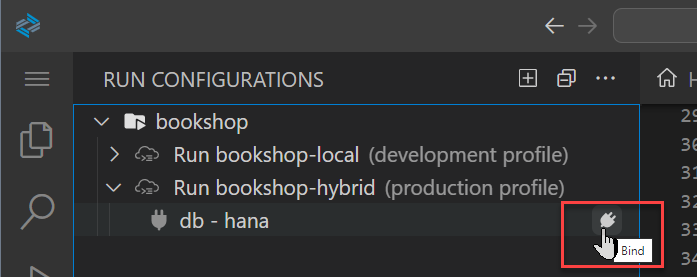 RUN CONFIGURATIONS
H
bookshop
Run bookshop-local (development profile)
Run bookshop-hybrid (production profile)
db - hana
Bind
29
30
31
32
33
34